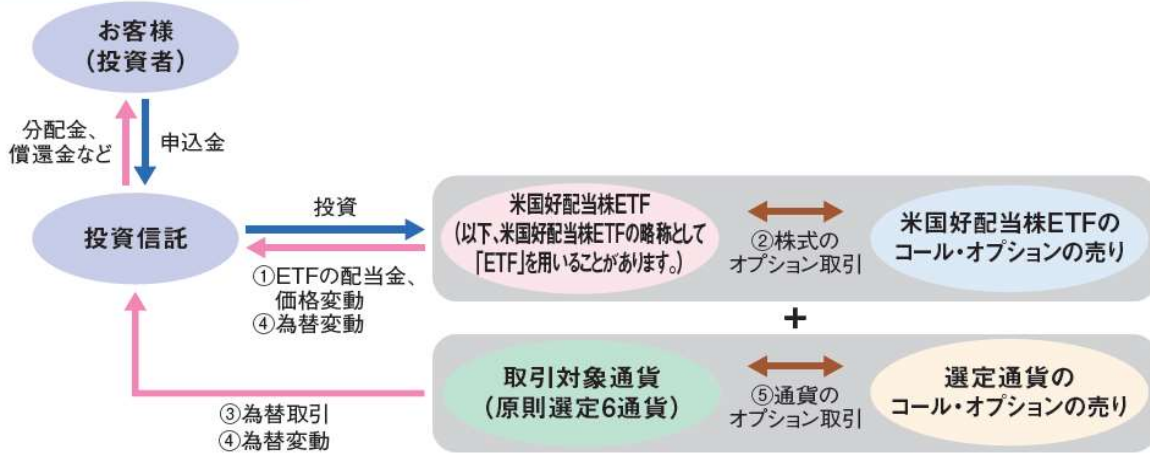 お客様
(投資者)
分配金、
償還金など
申込金
投資信託
投資
①ETFの配当金、
価格変動
④為替変動
米国好配当株ETF
(以下、米国好配当株ETFの略称として
「ETF」を用いることがあります。)
②株式の
オプション取引
米国好配当株ETFの
コール・オプションの売り
+
③為替取引
④為替変動
取引対象通貨
(原則選定6通貨)
⑤通貨の
オプション取引
選定通貨の
コール・オプションの売り